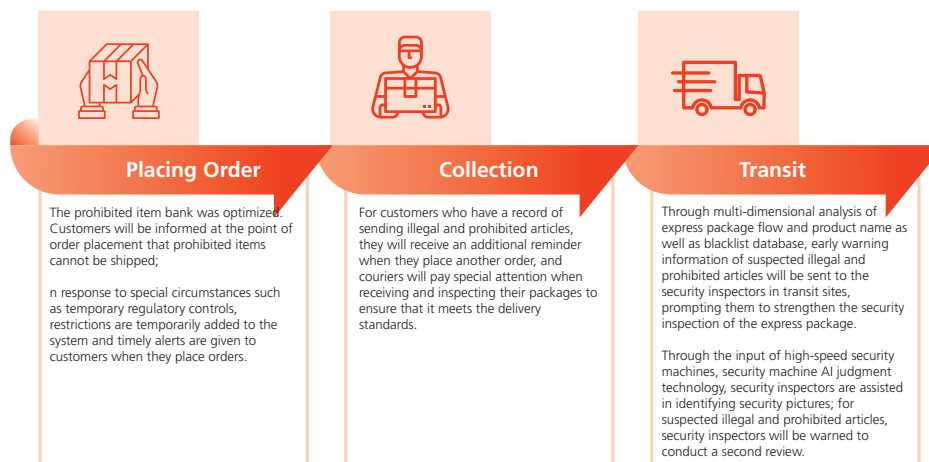 Placing Order
The prohibited item bank was optimized.
Customers will be informed at the point of
order placement that prohibited items
cannot be shipped;
n response to special circumstances such
as temporary regulatory controls,
restrictions are temporarily added to the
system and timely alerts are given to
customers when they place orders.
Collection
For customers who have a record of
sending illegal and prohibited articles,
they will receive an additional reminder
when they place another order, and
couriers will pay special attention when
receiving and inspecting their packages to
ensure that it meets the delivery
standards.
Transit
Through multi-dimensional analysis of
express package flow and product name as
well as blacklist database, early warning
information of suspected illegal and
prohibited articles will be sent to the
security inspectors in transit sites,
prompting them to strengthen the security
inspection of the express package.
Through the input of high-speed security
machines, security machine AI judgment
technology, security inspectors are assisted
in identifying security pictures; for
suspected illegal and prohibited articles,
security inspectors will be warned to
conduct a second review.